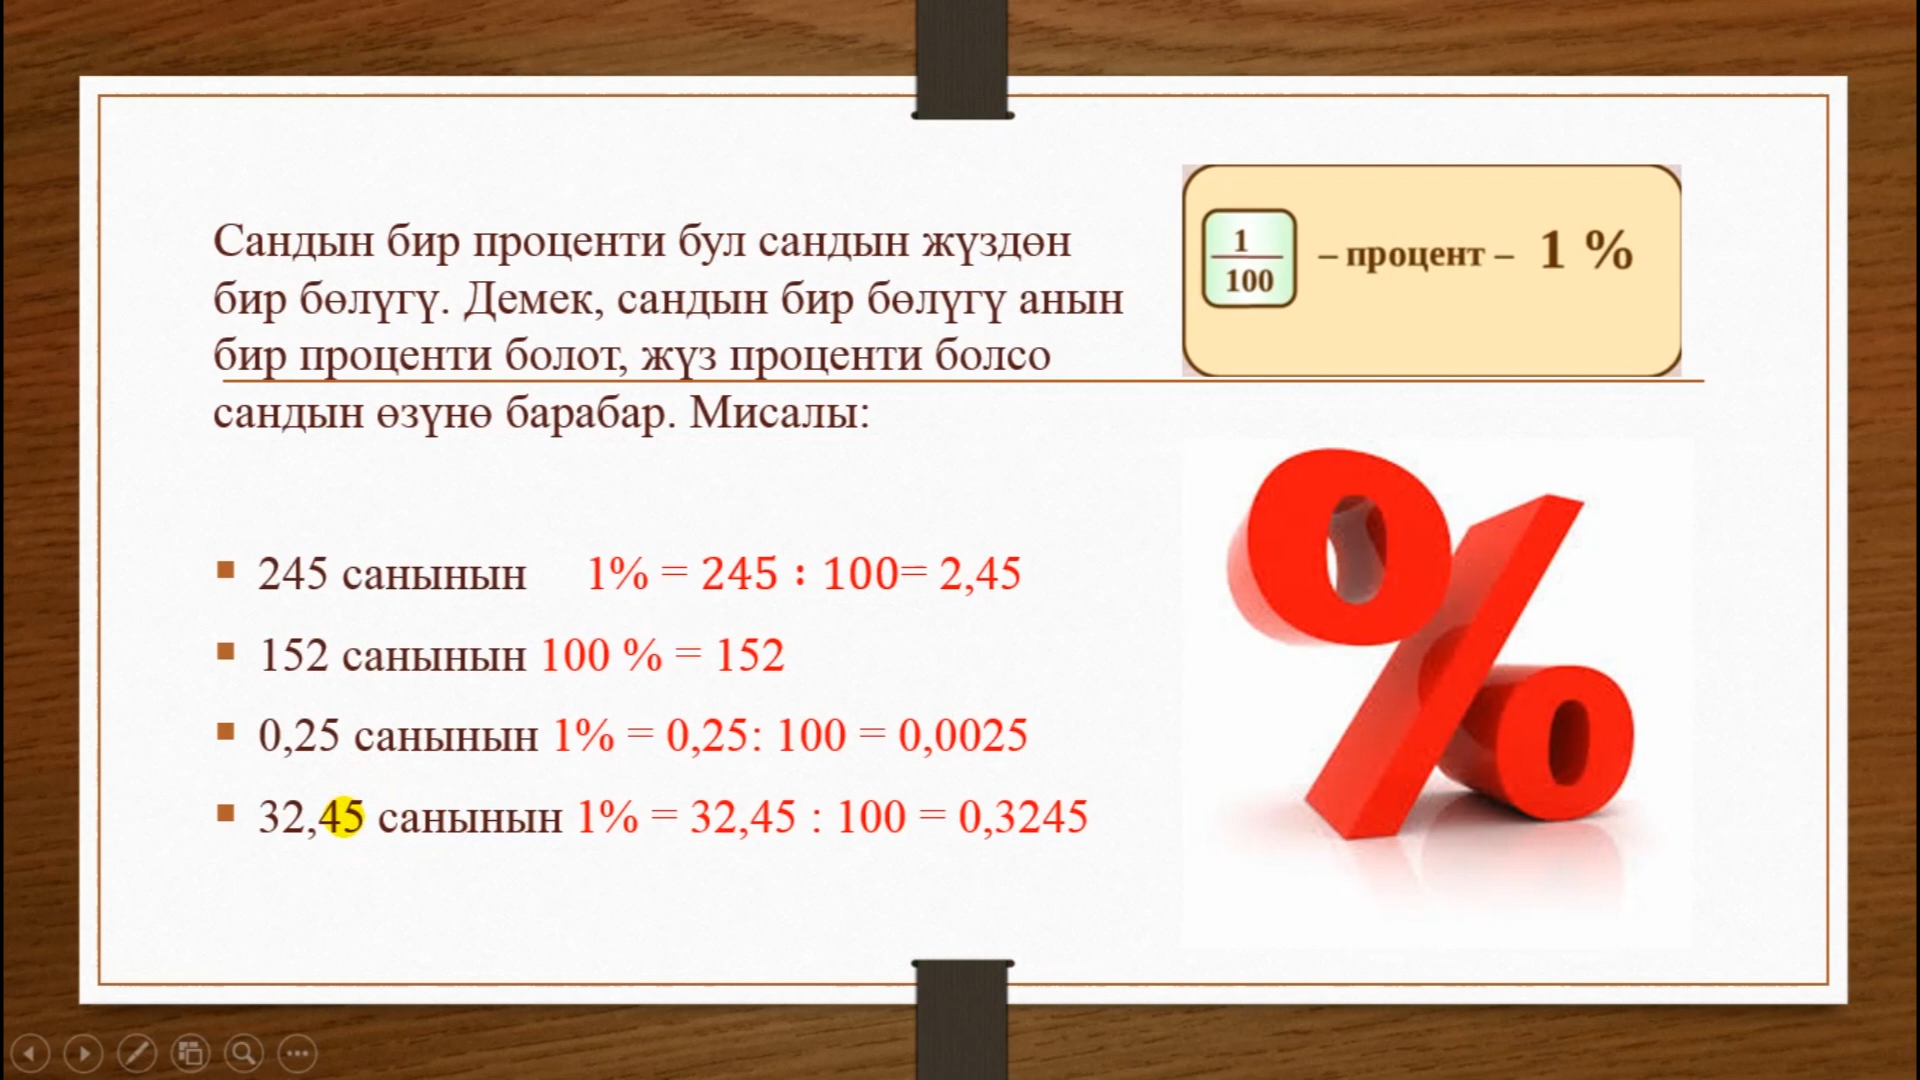 Сандын бир проценти бул сандын жүздөн
бир бөлүгү. Демек, сандын бир бөлүгү анын
бир проценти болот, жүз проценти болсо
сандын өзүнө барабар. Мисалы:
1
100
– процент – 1 %
245 санынын 1% = 245 : 100= 2,45
152 санынын 100 % = 152
0,25 санынын 1% = 0,25: 100 = 0,0025
32,45 санынын 1% = 32,45 : 100 = 0,3245
%